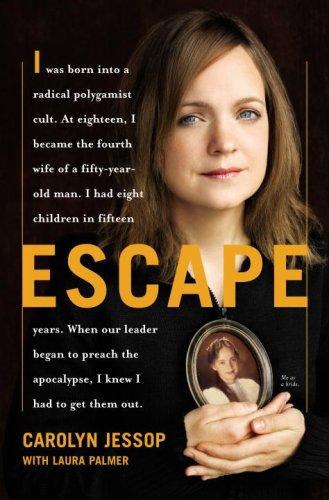 I was born into a
radical polygamist
cult. At eighteen, I
became the fourth
wife of a fifty-year-
old man. I had eight
children in fifteen
ESCAPE
years. When our leader
began to preach the
apocalypse, I knew I
had to get them out.
Me as
a bride.
CAROLYN JESSOP
WITH LAURA PALMER